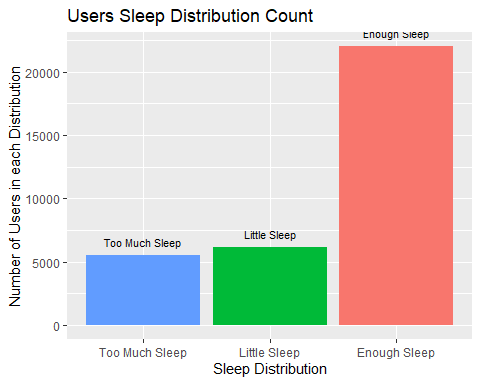 Users Sleep Distribution Count
Enough Sleep
20000
15000
10000
5000
0
Number of Users in each Distribution
Little Sleep
Too Much Sleep
Too Much Sleep
Little Sleep
Enough Sleep
Sleep Distribution